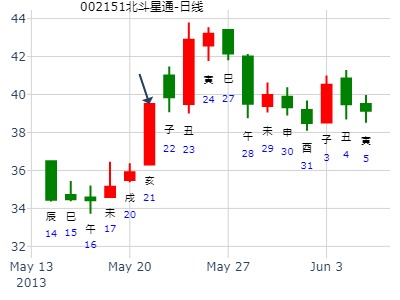 002151北斗星通-日线
44
42
40
38
36
34
32
辰
14
巳
15
午
16
未
17
戌
20
亥
21
子
22
丑
23
寅
24
巳
27
午
28
未
29
申
30
酉
31
子
3
丑
4
寅
5
May 13
2013
May 20
May 27
Jun 3